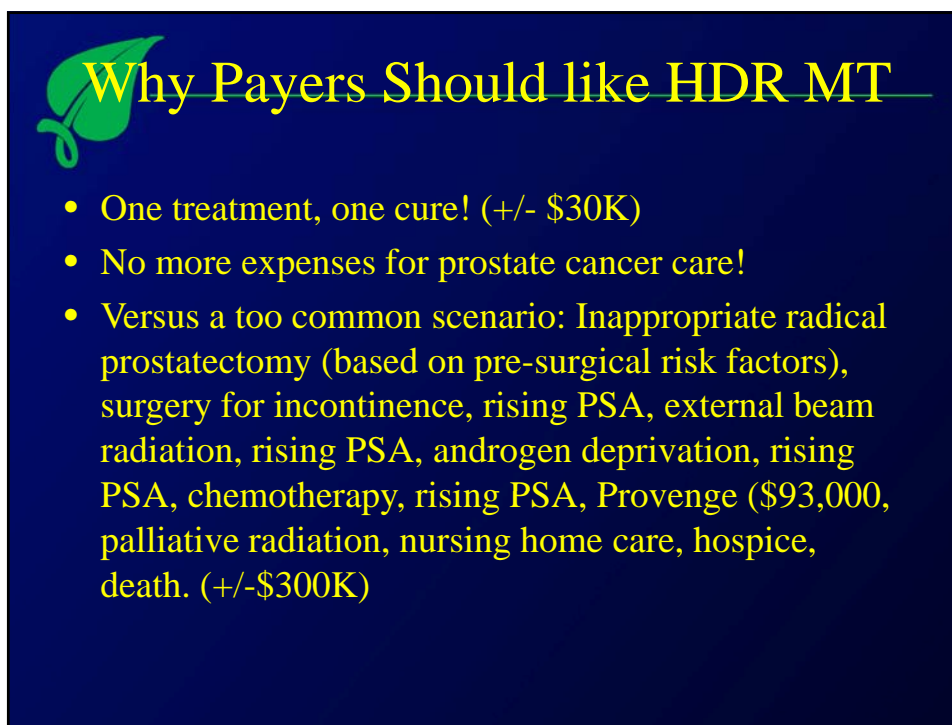 Why Payers Should like HDR MT
• One treatment, one cure! (+/- $30K)
• No more expenses for prostate cancer care!
• Versus a too common scenario: Inappropriate radical
prostatectomy (based on pre-surgical risk factors),
surgery for incontinence, rising PSA, external beam
radiation, rising PSA, androgen deprivation, rising
PSA, chemotherapy, rising PSA, Provenge ($93,000,
palliative radiation, nursing home care, hospice,
death. (+/-$300K)